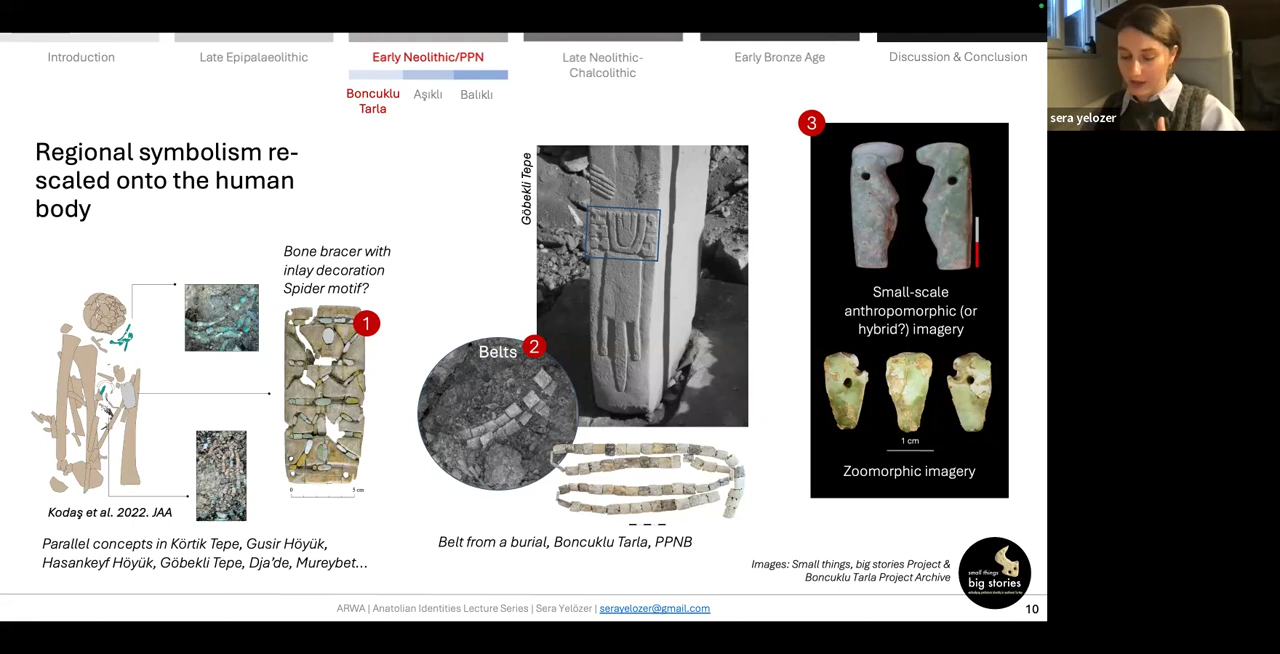 Introduction
Late Epipalaeolithic
Early Neolithic/PPN
Late Neolithic-
Chalcolithic
Early Bronze Age
Discussion & Conclusion
Boncuklu
Tarla
Aşıklı
Balıklı
sera yelozer
Regional symbolism re-
scaled onto the human
body
Bone bracer with
inlay decoration
Spider motif?
1
0 5 cm
Kodaş et al. 2022. JAA
Parallel concepts in Körtik Tepe, Gusir Höyük,
Hasankeyf Höyük, Göbekli Tepe, Dja’de, Mureybet...
Göbekli Tepe
Belts
2
Belt from a burial, Boncuklu Tarla, PPNB
3
Small-scale
anthropomorphic (or
hybrid?) imagery
1 cm
Zoomorphic imagery
Images: Small things, big stories Project &
Boncuklu Tarla Project Archive
small things
big stories
ARWA | Anatolian Identities Lecture Series | Sera Yelözer | serayelozer@gmail.com
10